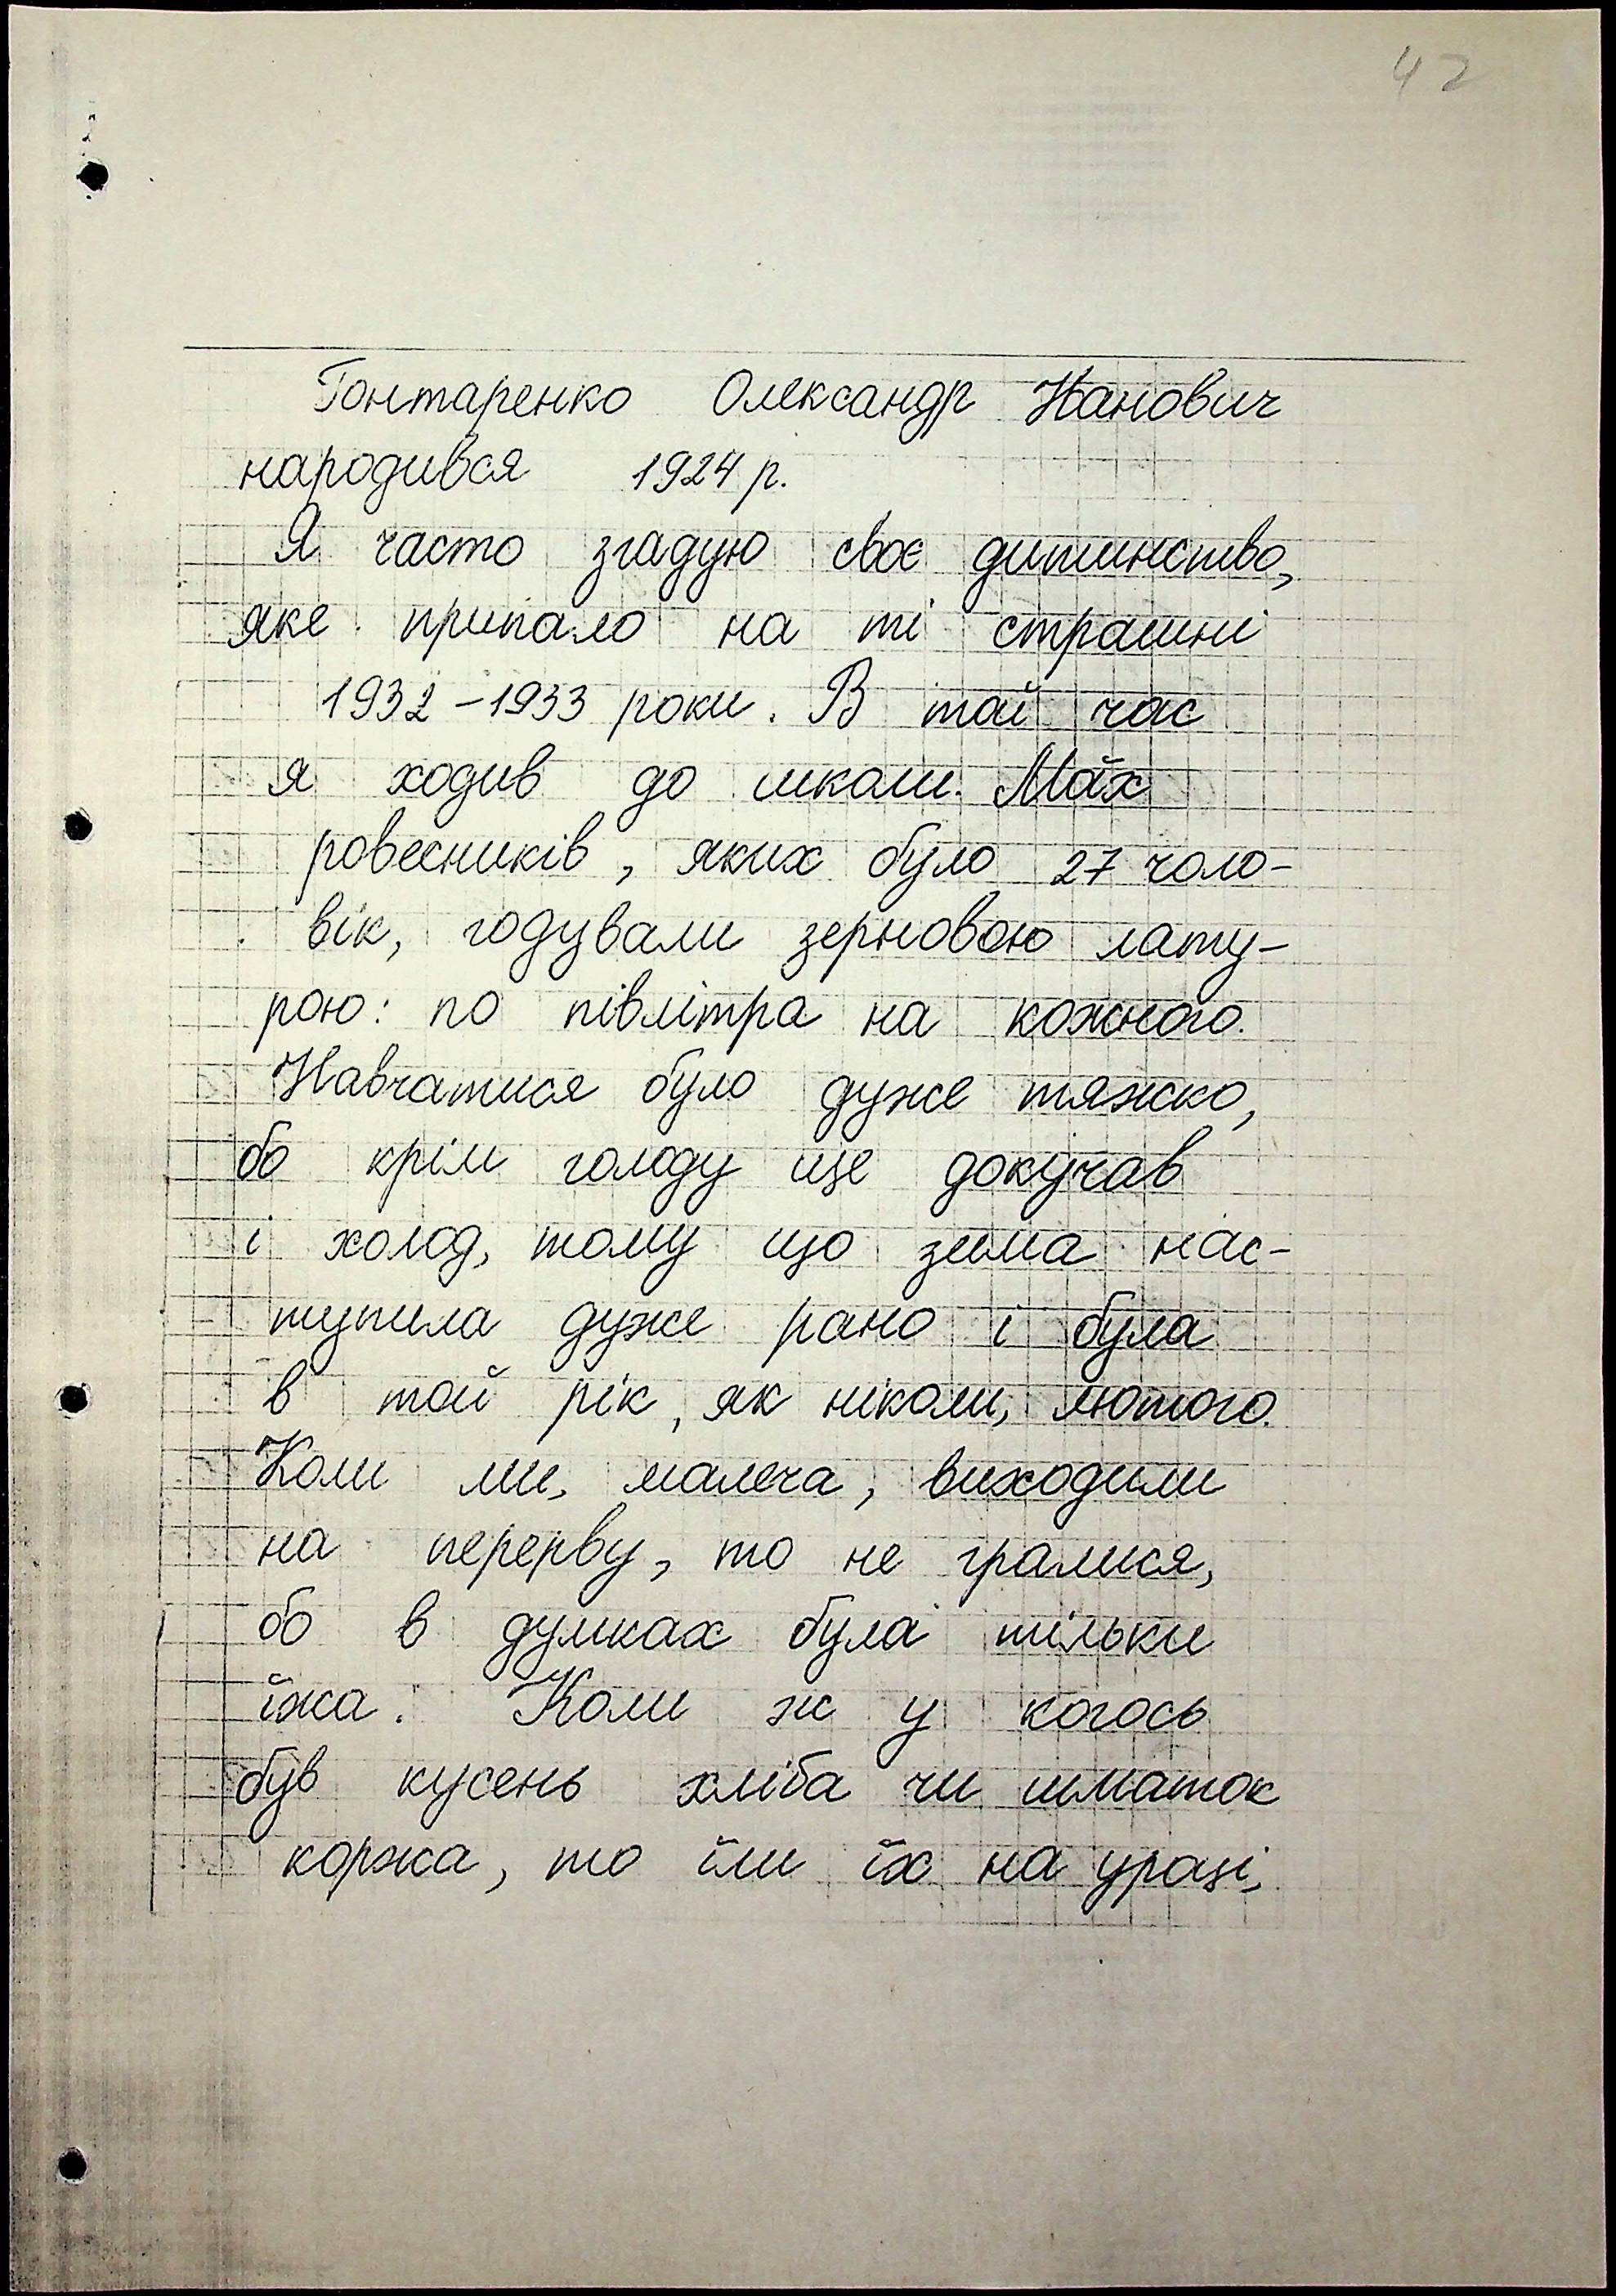 42
Гонтаренко Олександр Іванович
народився 1924 р.
Я часто згадую своє дитинство,
яке припало на ті страшні
1932-1933 роки. В той час
я ходив до школи. Моїх
ровесників, яких було 27 чоло-
вік, годували зерновою зату-
рою: по півлітра на кожного.
Навчатися було дуже тяжко,
бо крім голоду ще докучав
і холод, тому що зима нас-
тупила дуже рано і була
в той рік, як ніколи, лютого.
Коли ми, малеча, виходили
на перерву, то не гралися,
бо в думках була тільки
їжа. Коли ж у когось
був кусень хліба чи шматок
коржа, то їли їх на уроці,